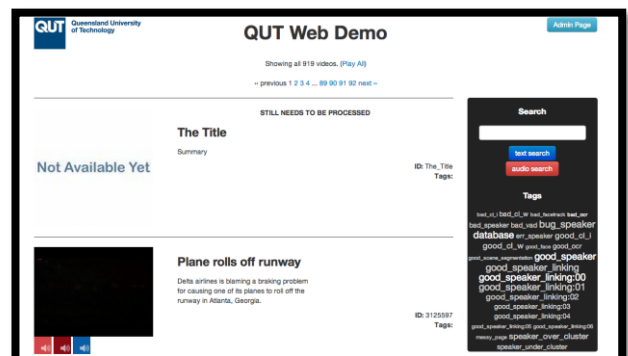 QUT
Queensland University
of Technology
QUT Web Demo
Admin Page
Showing all 919 videos. (Play All)
← previous 1 2 3 4 ... 89 90 91 92 next →
STILL NEEDS TO BE PROCESSED
The Title
Summary
Not Available Yet
ID: The_Title
Tags:
Plane rolls off runway
Delta airlines is blaming a braking problem
for causing one of its planes to roll off the
runway in Atlanta, Georgia.
ID: 3125597
Tags:
Search
text search
audio search
Tags
bad_cl_i bad_cl_w bad_facetrack bad_ocr
bad_speaker bad_vad bug_speaker
database err_speaker good_cl_i
good_cl_w good_face good_ocr
good_scene_segmentation good_speaker
good_speaker_linking
good_speaker_linking:00
good_speaker_linking:01
good_speaker_linking:02
good_speaker_linking:03
good_speaker_linking:04
good_speaker_linking:05 good_speaker_linking:06
messy_page speaker_over_cluster
speaker_under_cluster